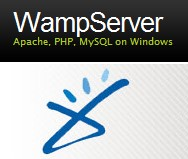 WampServer
Apache, PHP, MySQL on Windows